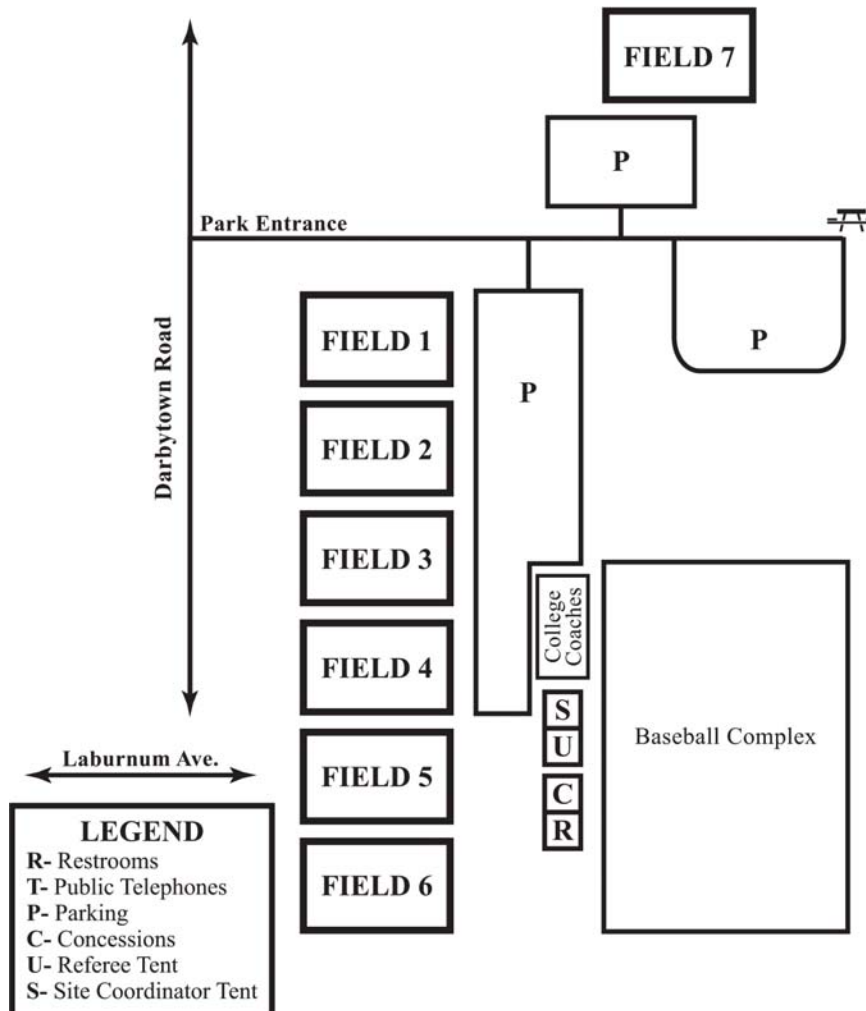 FIELD 7
P
Park Entrance
Darbytown Road
FIELD 1
P
P
FIELD 2
FIELD 3
College
Coaches
FIELD 4
S
U
Baseball Complex
Laburnum Ave.
FIELD 5
C
R
FIELD 6
LEGEND
R- Restrooms
T- Public Telephones
P- Parking
C- Concessions
U- Referee Tent
S- Site Coordinator Tent